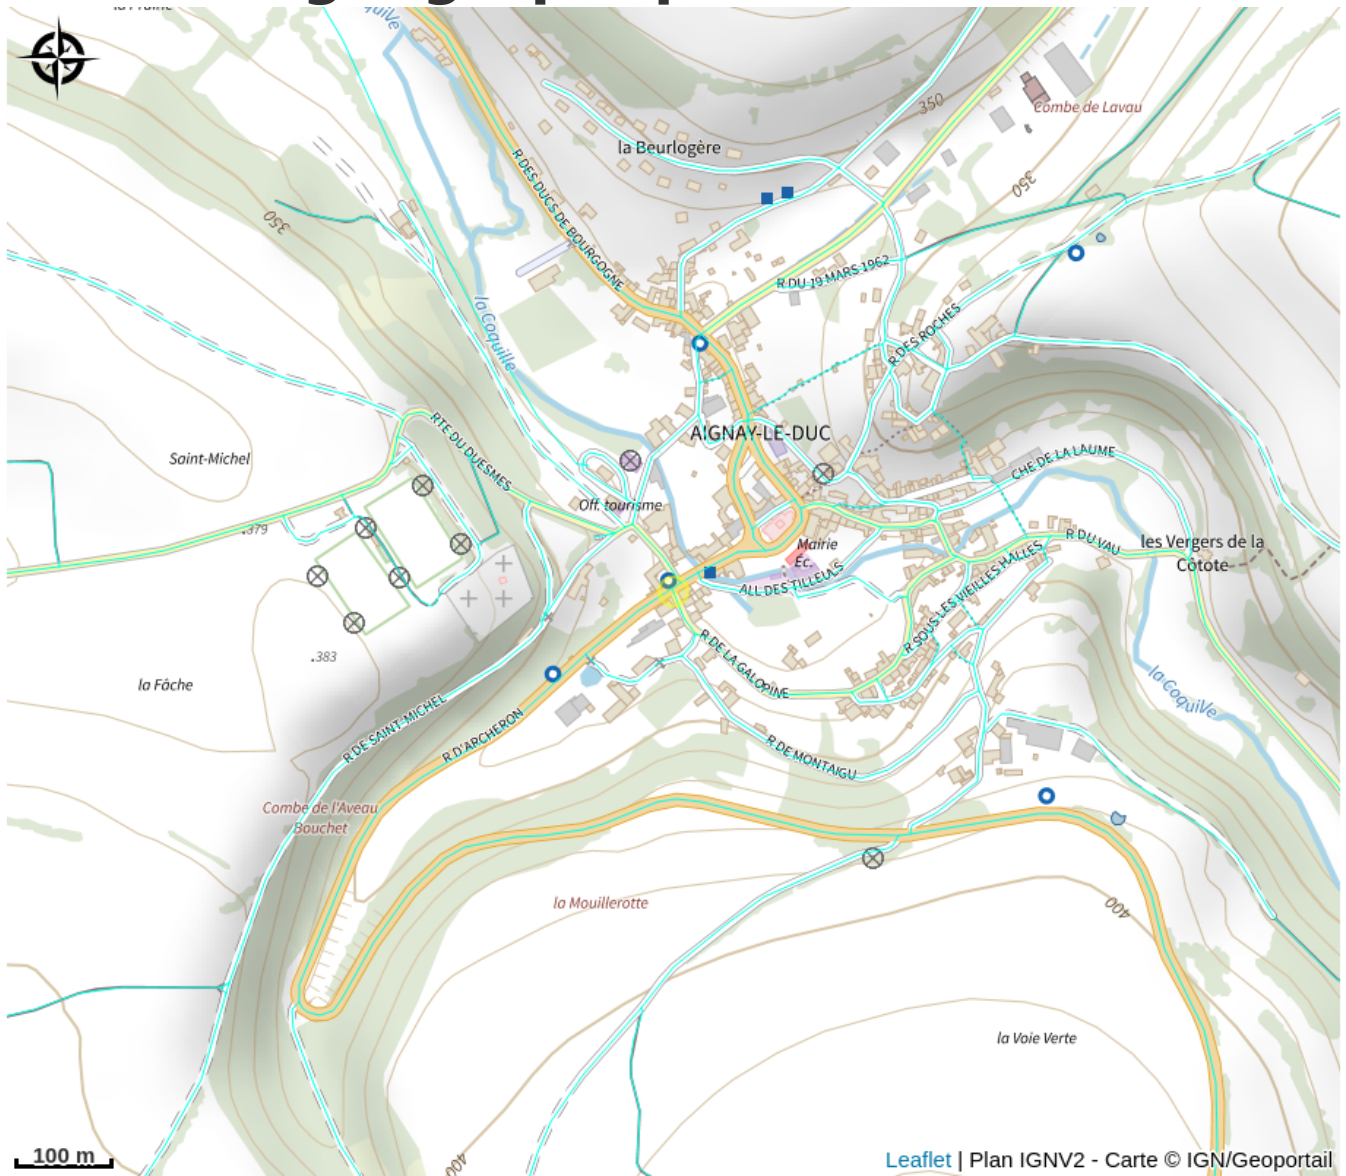 la Coquille
350
Combe de Lavau
la Beurlogère
350
350
R DES DUCS DE BOURGOGNE
R DU 19 MARS 1962
la Coquille
R DES ROCHES
RTE DU DUESMES
AIGNAY-LE-DUC
Saint-Michel
CHE DE LA LAUME
Off. tourisme
.379
Mairie
Éc.
R DU VAU
les Vergers de la
Côtote
ALL DES TILLEULS
R SOUS LES VIEILLES HALLES
.383
R DE LA GALOPINE
la Fâche
la Coquille
R DE SAINT-MICHEL
R D'ARCHERON
R DE MONTAIGU
Combe de l'Aveau
Bouchet
la Mouillerotte
400
la Voie Verte
400
100 m
Leaflet | Plan IGNV2 - Carte © IGN/Geoportail